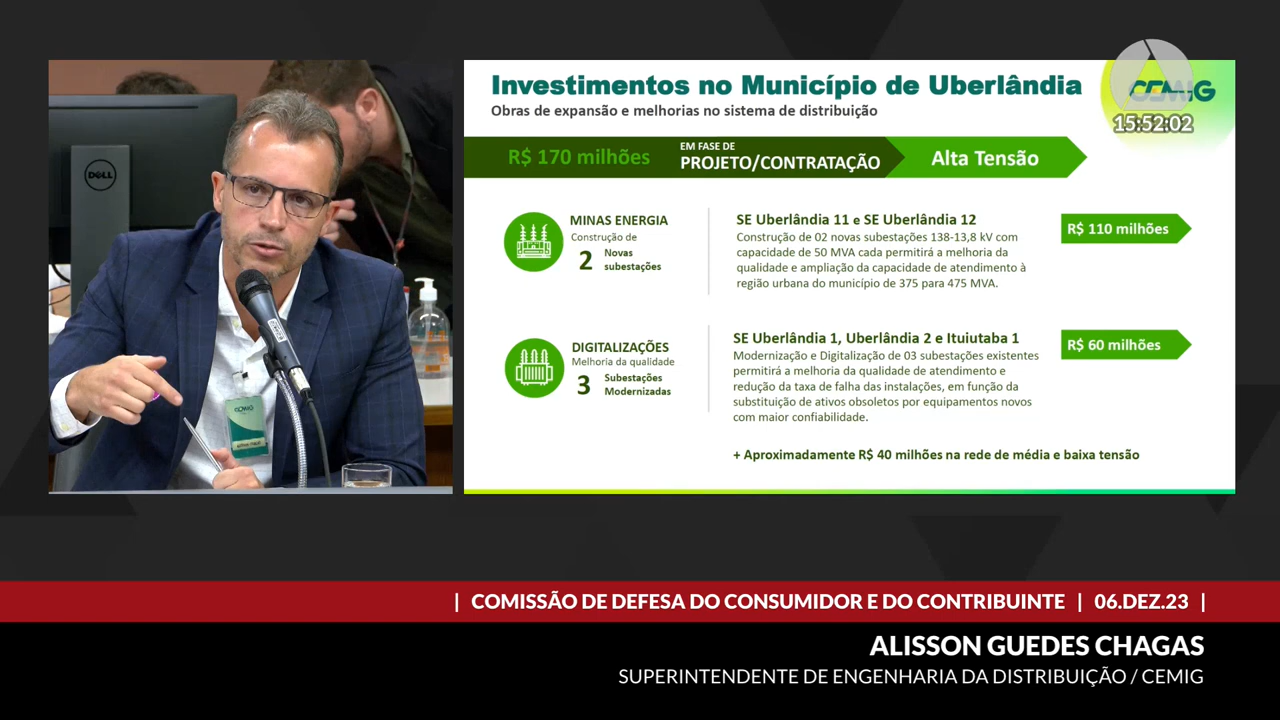 DELL
CEMIG
Investimentos no Município de Uberlândia
Obras de expansão e melhorias no sistema de distribuição
CEMIG
15:52:02
R$ 170 milhões
EM FASE DE
PROJETO/CONTRATAÇÃO
Alta Tensão
MINAS ENERGIA
Construção de
2 Novas
subestações
SE Uberlândia 11 e SE Uberlândia 12
Construção de 02 novas subestações 138-13,8 kV com
capacidade de 50 MVA cada permitirá a melhoria da
qualidade e ampliação da capacidade de atendimento à
região urbana do município de 375 para 475 MVA.
R$ 110 milhões
DIGITALIZAÇÕES
Melhoria da qualidade
3 Subestações
Modernizadas
SE Uberlândia 1, Uberlândia 2 e Ituiutaba 1
Modernização e Digitalização de 03 subestações existentes
permitirá a melhoria da qualidade de atendimento e
redução da taxa de falha das instalações, em função da
substituição de ativos obsoletos por equipamentos novos
com maior confiabilidade.
R$ 60 milhões
+ Aproximadamente R$ 40 milhões na rede de média e baixa tensão
| COMISSÃO DE DEFESA DO CONSUMIDOR E DO CONTRIBUINTE | 06.DEZ.23 |
ALISSON GUEDES CHAGAS
SUPERINTENDENTE DE ENGENHARIA DA DISTRIBUIÇÃO / CEMIG